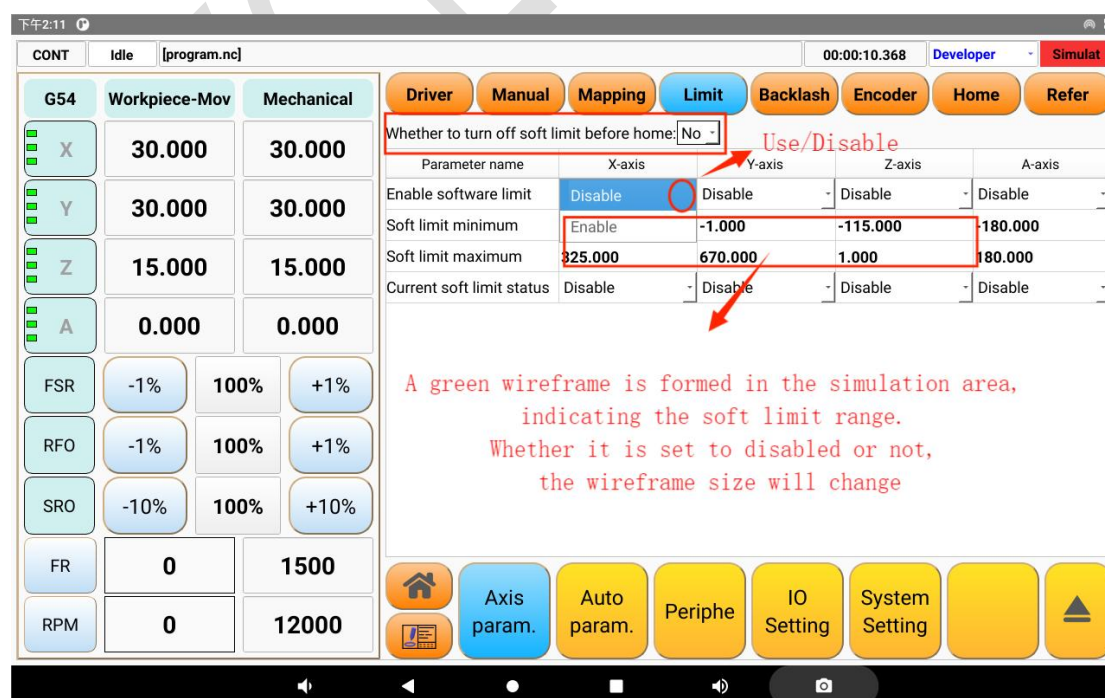 下午2:11
CONT Idle [program.nc] 00:00:10.368 Developer Simulat
G54 Workpiece-Mov Mechanical
X 30.000 30.000
Y 30.000 30.000
Z 15.000 15.000
A 0.000 0.000
FSR -1% 100% +1%
RFO -1% 100% +1%
SRO -10% 100% +10%
FR 0 1500
RPM 0 12000
Driver Manual Mapping Limit Backlash Encoder Home Refer
Whether to turn off soft limit before home: No
Use/Disable
Parameter name X-axis Y-axis Z-axis A-axis
Enable software limit Disable Disable Disable Disable
Soft limit minimum Enable -1.000 -115.000 -180.000
Soft limit maximum 325.000 670.000 1.000 180.000
Current soft limit status Disable Disable Disable Disable
A green wireframe is formed in the simulation area,
indicating the soft limit range.
Whether it is set to disabled or not,
the wireframe size will change
Axis
param.
Auto
param.
Periphe
IO
Setting
System
Setting